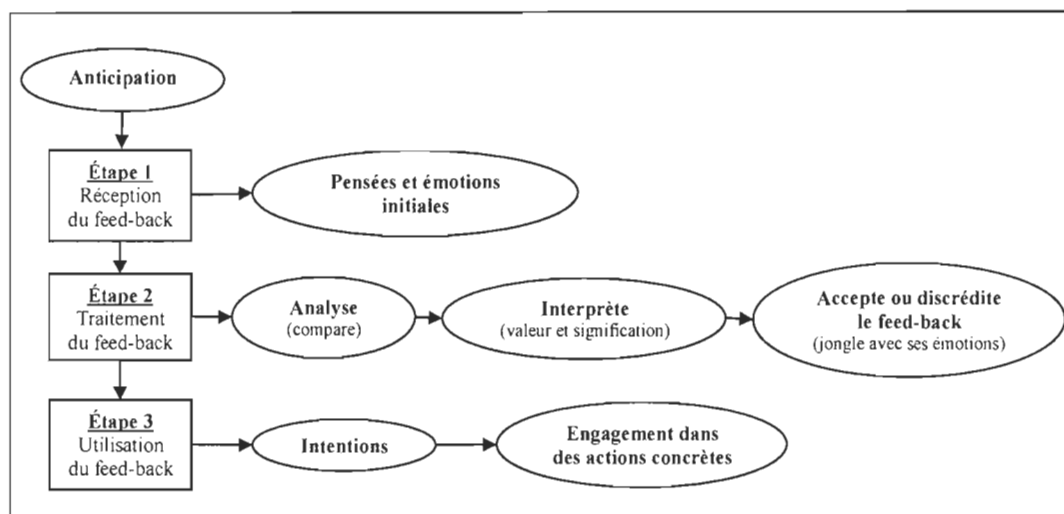 Anticipation
Étape 1
Réception
du feed-back
Pensées et émotions
initiales
Étape 2
Traitement
du feed-back
Analyse
(compare)
Interprète
(valeur et signification)
Accepte ou discrédite
le feed-back
(jongle avec ses émotions)
Étape 3
Utilisation
du feed-back
Intentions
Engagement dans
des actions concrètes